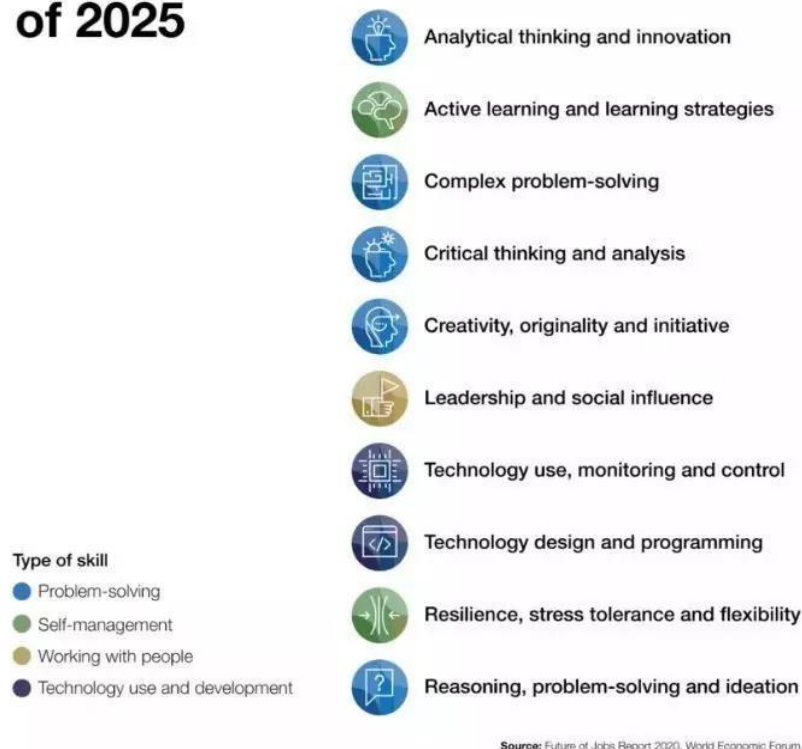 of 2025
Analytical thinking and innovation
Active learning and learning strategies
Complex problem-solving
Critical thinking and analysis
Creativity, originality and initiative
Leadership and social influence
Technology use, monitoring and control
Technology design and programming
Resilience, stress tolerance and flexibility
Reasoning, problem-solving and ideation
Type of skill
Problem-solving
Self-management
Working with people
Technology use and development
Source: Future of Jobs Report 2020, World Economic Forum